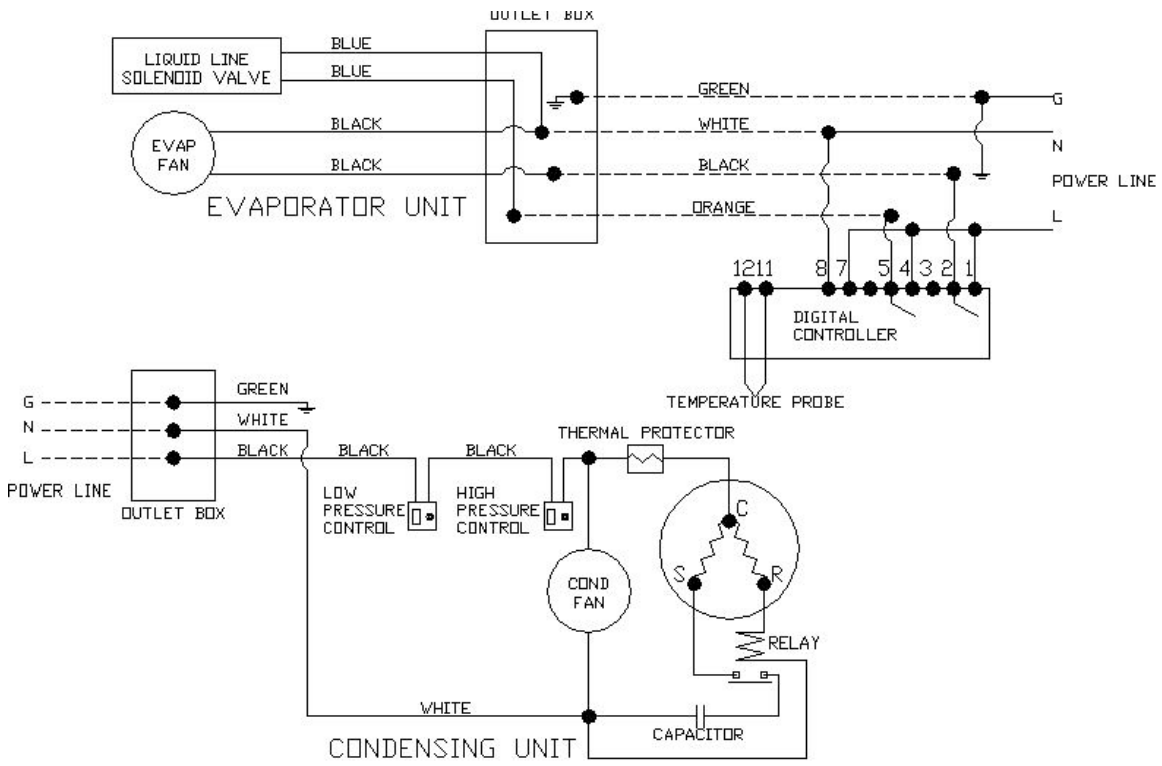 OUTLET BOX
BLUE
LIQUID LINE
SOLENOID VALVE
BLUE
GREEN
G
BLACK
WHITE
N
EVAP
FAN
BLACK
BLACK
POWER LINE
EVAPORATOR UNIT
ORANGE
L
12 11 8 7 5 4 3 2 1
DIGITAL
CONTROLLER
TEMPERATURE PROBE
G
GREEN
N
WHITE
L
BLACK
BLACK
BLACK
THERMAL PROTECTOR
POWER LINE
OUTLET BOX
LOW
PRESSURE
CONTROL
HIGH
PRESSURE
CONTROL
C
S
R
COND
FAN
RELAY
WHITE
CAPACITOR
CONDENSING UNIT